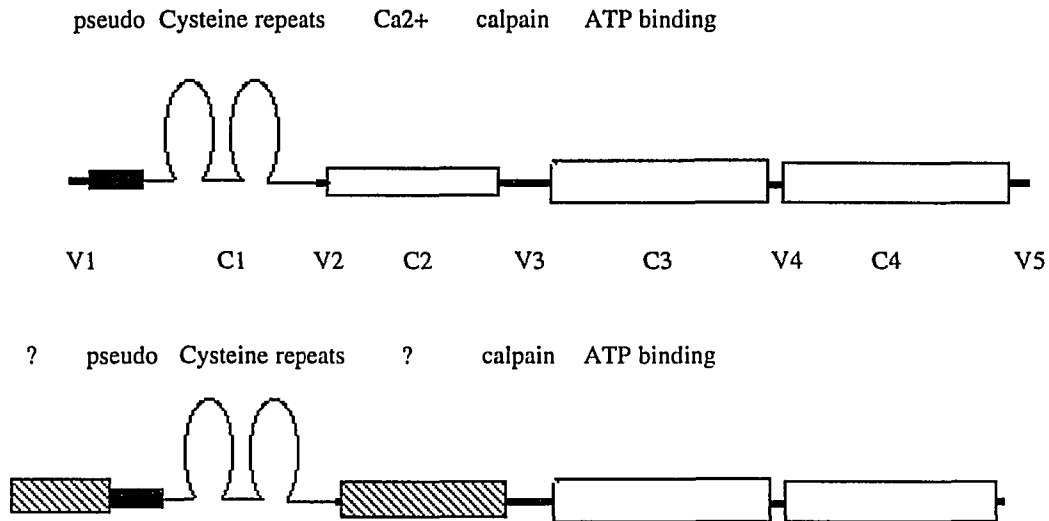 pseudo Cysteine repeats Ca2+ calpain ATP binding
V1 C1 V2 C2 V3 C3 V4 C4 V5
? pseudo Cysteine repeats ? calpain ATP binding